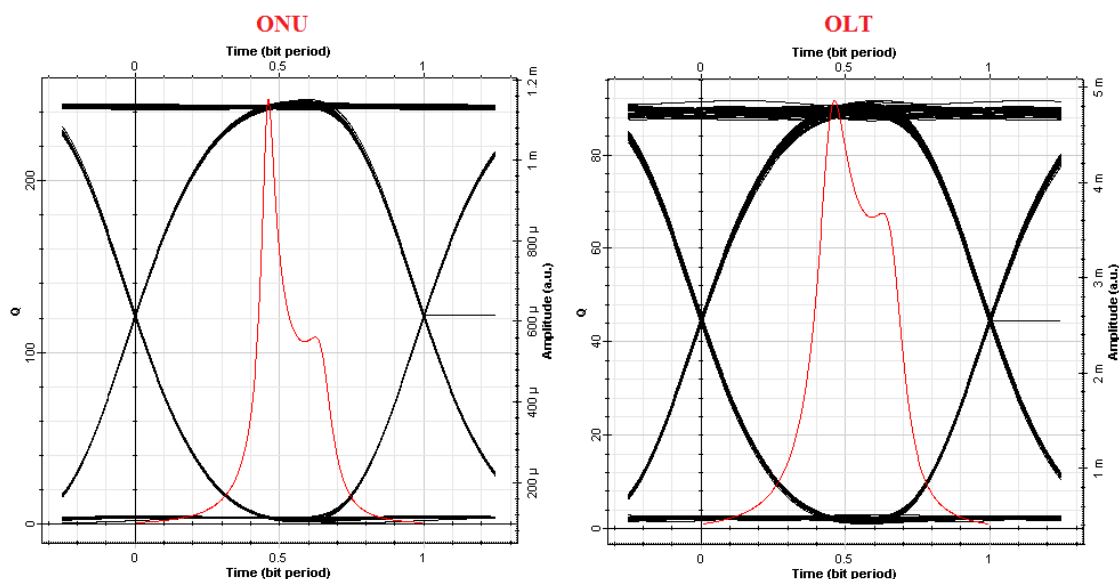 ONU
Time (bit period)
0 0.5 1
Q
0 100 200
Amplitude (a.u.)
200 µ 400 µ 600 µ 800 µ 1 m 1.2 m
0 0.5 1
Time (bit period)
OLT
Time (bit period)
0 0.5 1
Q
0 20 40 60 80
Amplitude (a.u.)
1 m 2 m 3 m 4 m 5 m
0 0.5 1
Time (bit period)